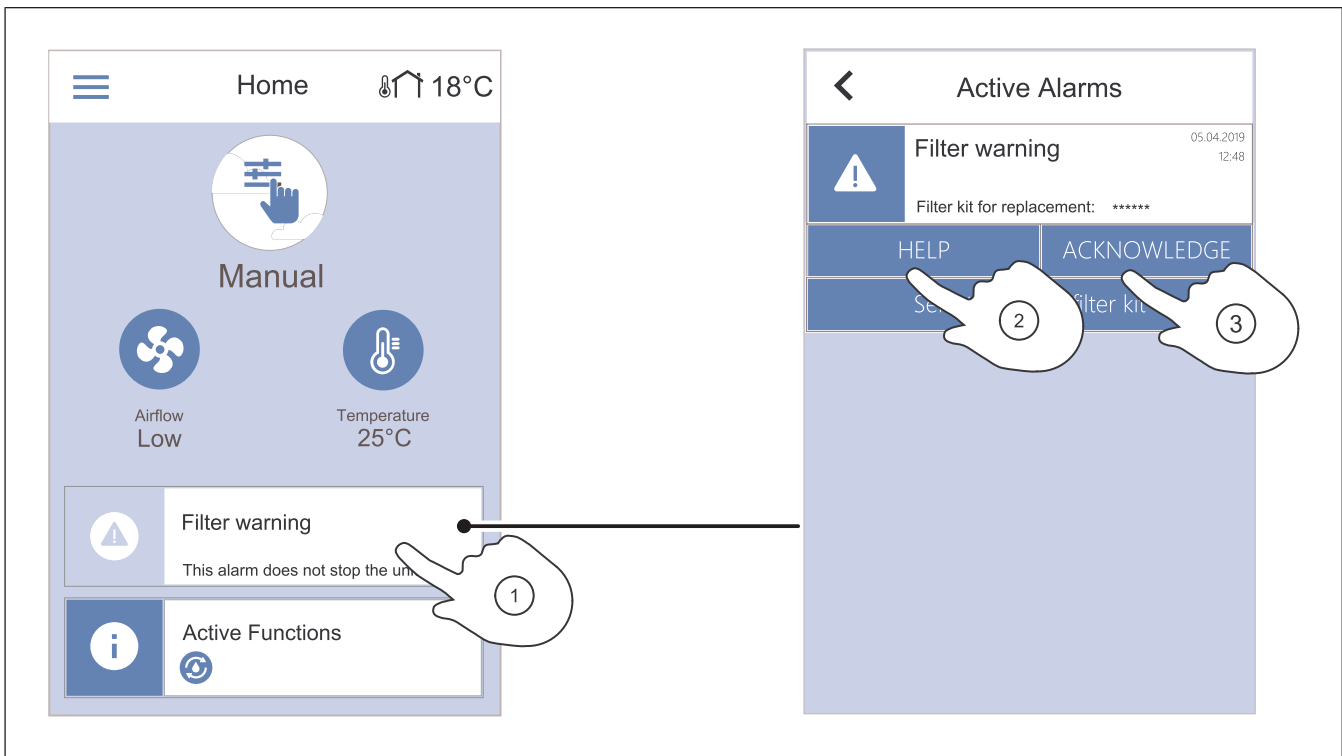 Home
18°C
Manual
Airflow
Low
Temperature
25°C
Filter warning
This alarm does not stop the
1
Active Functions
Active Alarms
Filter warning
05.04.2019
12:48
Filter kit for replacement: ******
HELP
ACKNOWLEDGE
filter kit
2
3